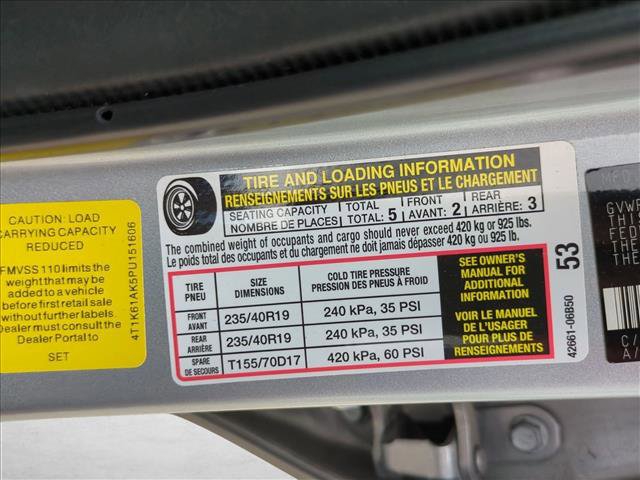 CAUTION: LOAD
CARRYING CAPACITY
REDUCED
FMVSS 110 limits the
weight that may be
added to a vehicle
before first retail sale
without further labels.
Dealer must consult the
Dealer Portal to
SET
4T1K61AK5PU151606
TIRE AND LOADING INFORMATION
RENSEIGNEMENTS SUR LES PNEUS ET LE CHARGEMENT
SEATING CAPACITY TOTAL FRONT REAR
NOMBRE DE PLACES: TOTAL: 5 AVANT: 2 ARRIÈRE: 3
The combined weight of occupants and cargo should never exceed 420 kg or 925 lbs.
Le poids total des occupants et du chargement ne doit jamais dépasser 420 kg ou 925 lb.
TIRE SIZE COLD TIRE PRESSURE
PNEU DIMENSIONS PRESSION DES PNEUS À FROID
FRONT
AVANT 235/40R19 240 kPa, 35 PSI
REAR
ARRIÈRE 235/40R19 240 kPa, 35 PSI
SPARE
DE SECOURS T155/70D17 420 kPa, 60 PSI
SEE OWNER'S
MANUAL FOR
ADDITIONAL
INFORMATION
VOIR LE MANUEL
DE L'USAGER
POUR PLUS DE
RENSEIGNEMENTS
53
42661-06B50
GVWR
THI
FED
THE
C/
A/